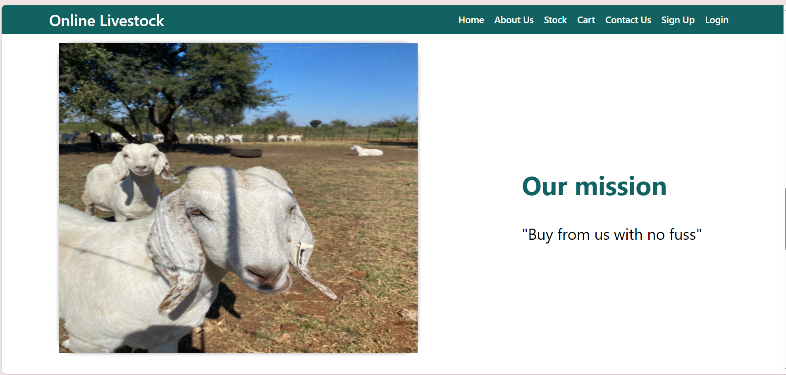 Online Livestock
Home About Us Stock Cart Contact Us Sign Up Login
Our mission
"Buy from us with no fuss"